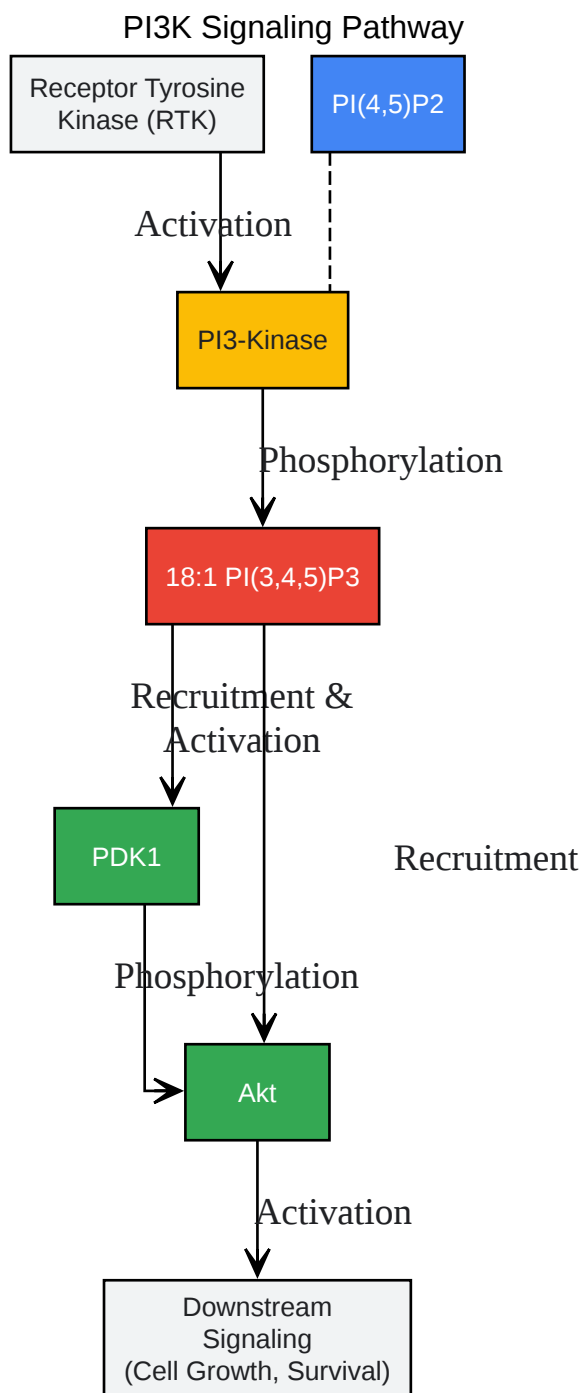 PI3K Signaling Pathway
Receptor Tyrosine
Kinase (RTK)
PI(4,5)P2
Activation
PI3-Kinase
Phosphorylation
18:1 PI(3,4,5)P3
Recruitment &
Activation
PDK1
Recruitment
Phosphorylation
Akt
Activation
Downstream
Signaling
(Cell Growth, Survival)